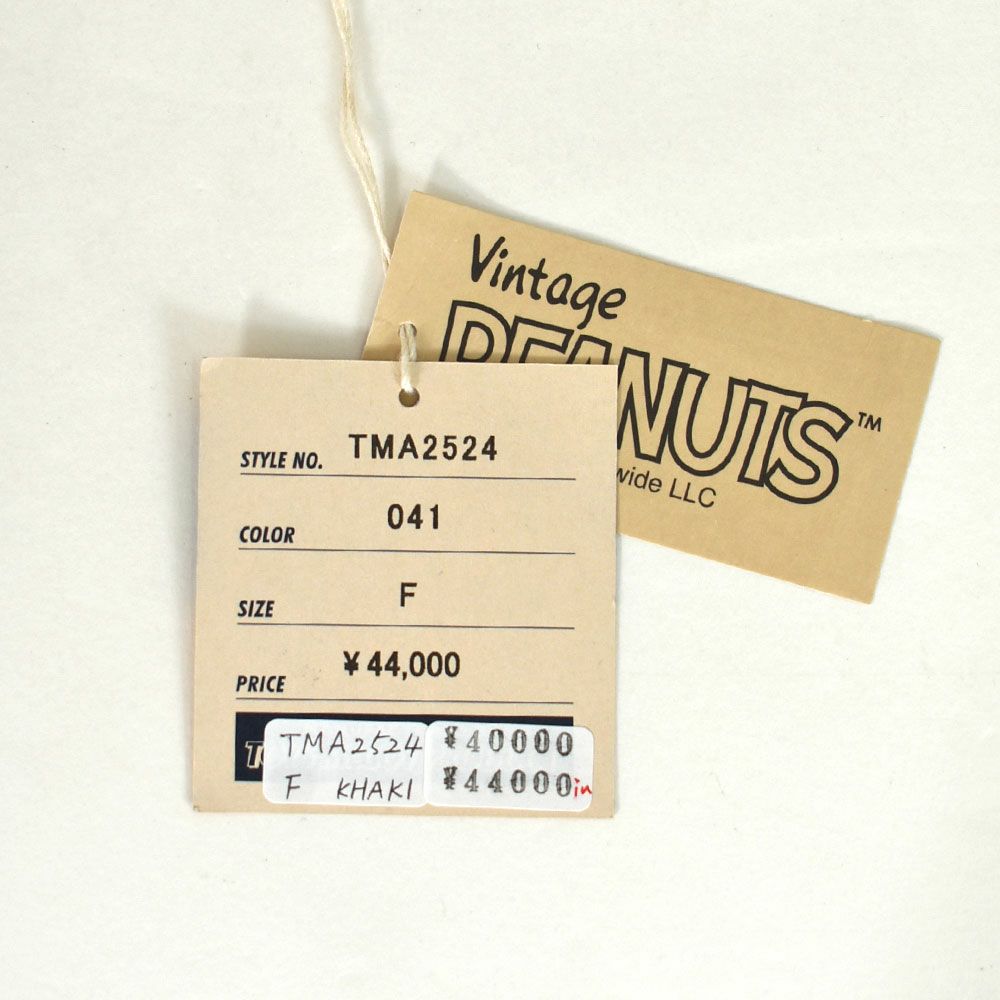 Vintage
PEANUTS™
wide LLC
STYLE NO. TMA2524
COLOR 041
SIZE F
PRICE ¥44,000
TMA2524
F KHAKI
¥40000
¥44000in